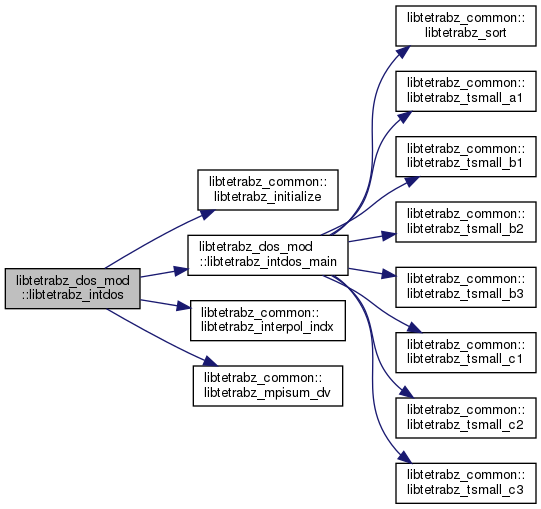 libtetrabz_dos_mod
::libtetrabz_intdos
libtetrabz_common::
libtetrabz_initialize
libtetrabz_dos_mod
::libtetrabz_intdos_main
libtetrabz_common::
libtetrabz_interpol_indx
libtetrabz_common::
libtetrabz_mpisum_dv
libtetrabz_common::
libtetrabz_sort
libtetrabz_common::
libtetrabz_tsmall_a1
libtetrabz_common::
libtetrabz_tsmall_b1
libtetrabz_common::
libtetrabz_tsmall_b2
libtetrabz_common::
libtetrabz_tsmall_b3
libtetrabz_common::
libtetrabz_tsmall_c1
libtetrabz_common::
libtetrabz_tsmall_c2
libtetrabz_common::
libtetrabz_tsmall_c3